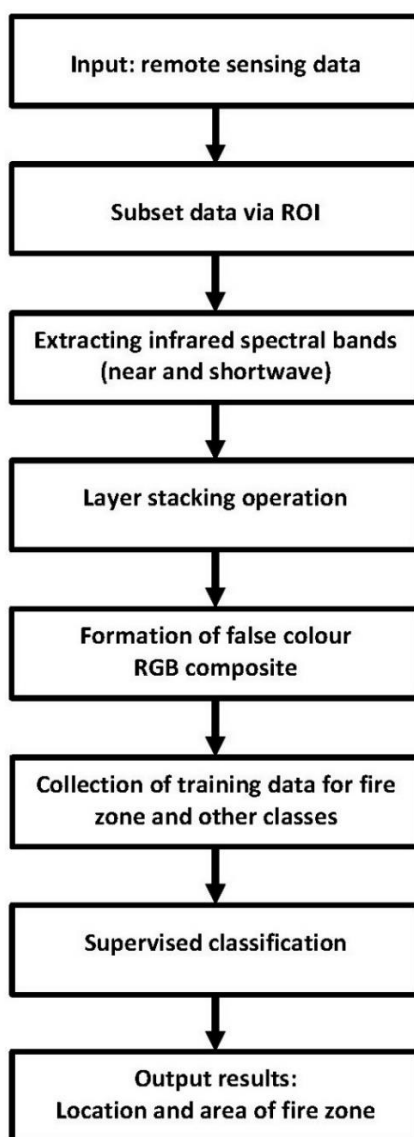 Input: remote sensing data
Subset data via ROI
Extracting infrared spectral bands
(near and shortwave)
Layer stacking operation
Formation of false colour
RGB composite
Collection of training data for fire
zone and other classes
Supervised classification
Output results:
Location and area of fire zone